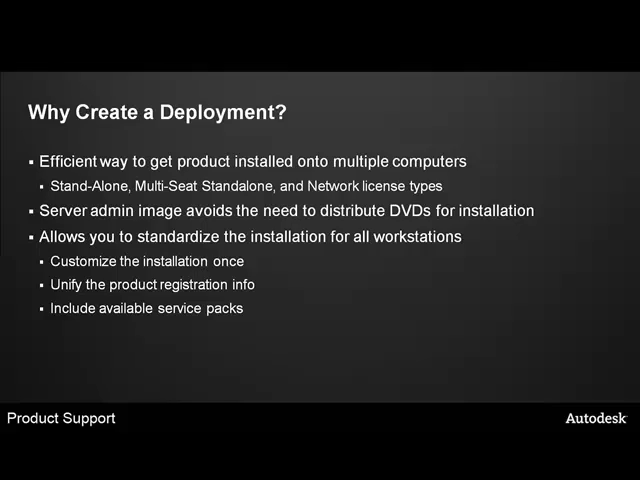 Why Create a Deployment?
▪ Efficient way to get product installed onto multiple computers
▪ Stand-Alone, Multi-Seat Standalone, and Network license types
▪ Server admin image avoids the need to distribute DVDs for installation
▪ Allows you to standardize the installation for all workstations
▪ Customize the installation once
▪ Unify the product registration info
▪ Include available service packs
Product Support
Autodesk